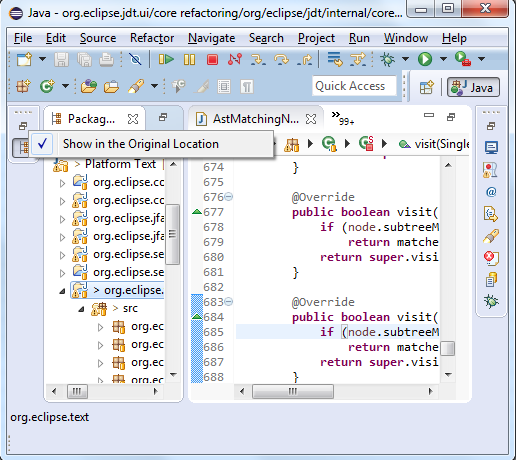 Java - org.eclipse.jdt.ui/core refactoring/org/eclipse/jdt/internal/core...
File Edit Source Refactor Navigate Search Project Run Window Help
Quick Access
Java
Packag...
AstMatchingN...
»99+
Show in the Original Location
visit(Single
> Platform Text
org.eclipse.cc
org.eclipse.cc
org.eclipse.jfa
org.eclipse.jfa
org.eclipse.se
org.eclipse.se
> org.eclipse.
> src
org.ec
org.ec
org.ec
org.ec
674 }
675
676 @Override
677 public boolean visit(
678 if (node.subtreeM
679 return matche
680 return super.visi
681 }
682
683 @Override
684 public boolean visit(
685 if (node.subtreeM
686 return matche
687 return super.visi
688 }
org.eclipse.text